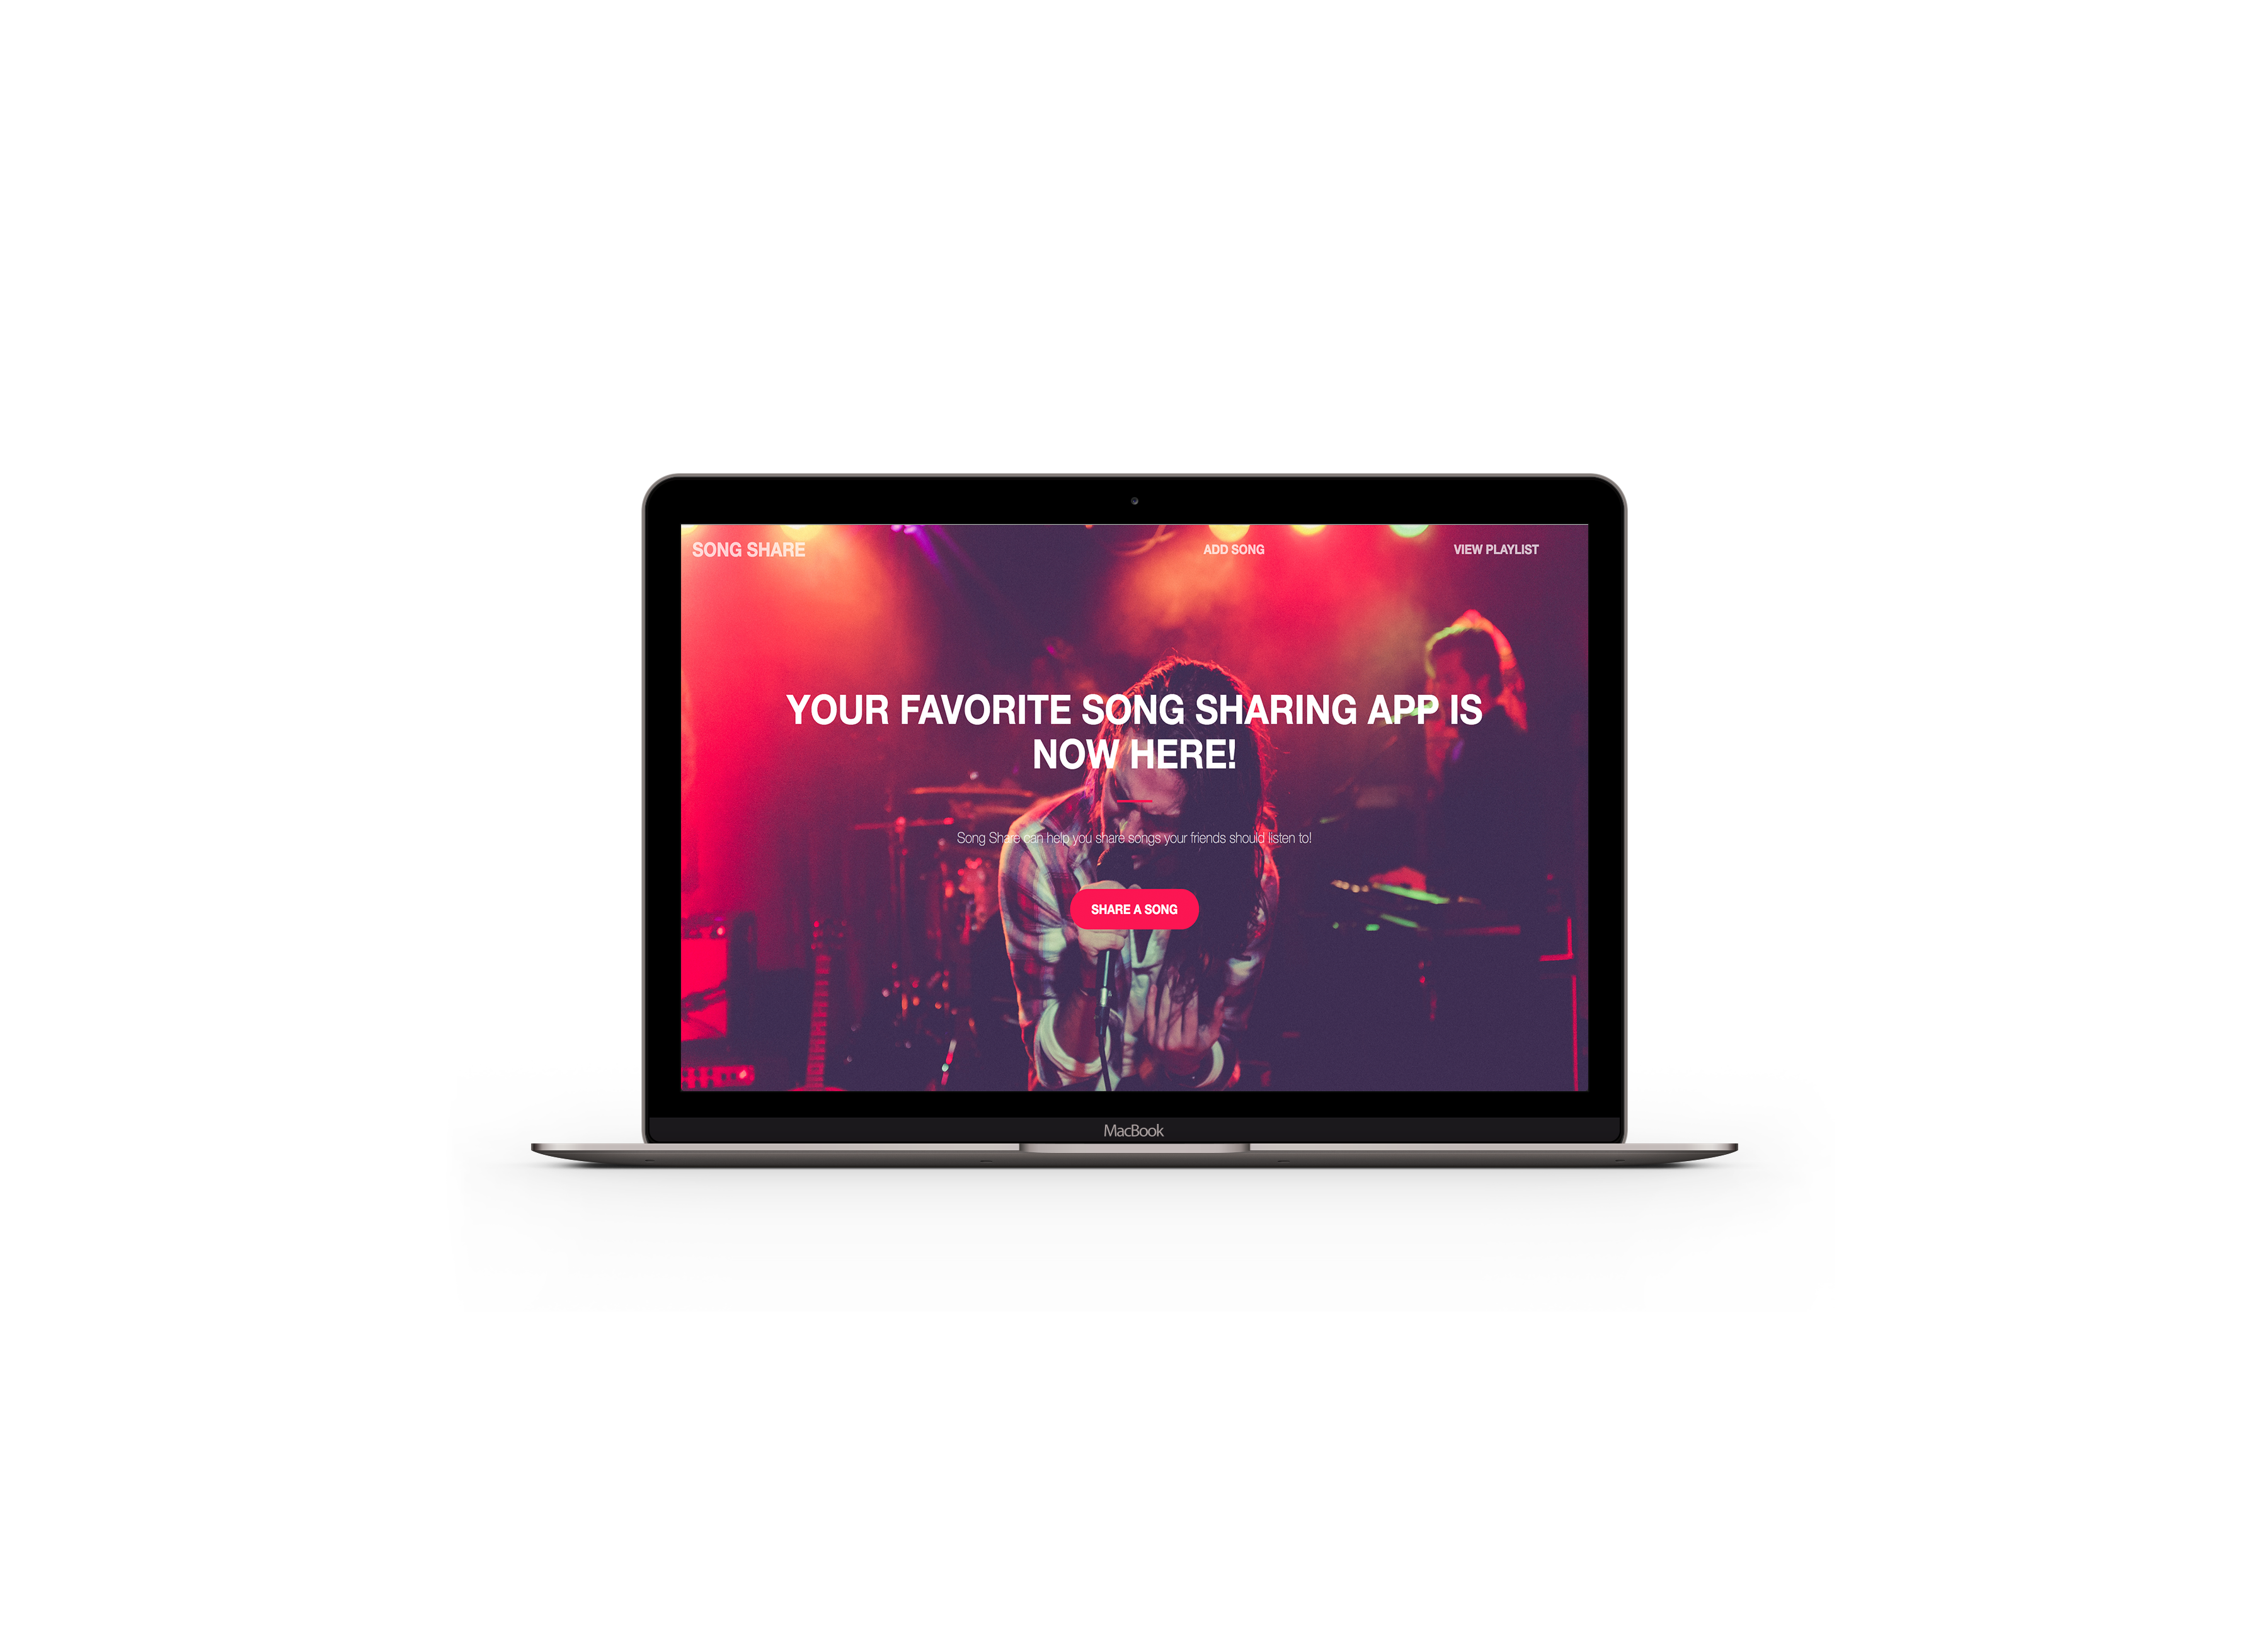 SONG SHARE
ADD SONG
VIEW PLAYLIST
YOUR FAVORITE SONG SHARING APP IS
NOW HERE!
Song Share can help you share songs your friends should listen to!
SHARE A SONG
MacBook